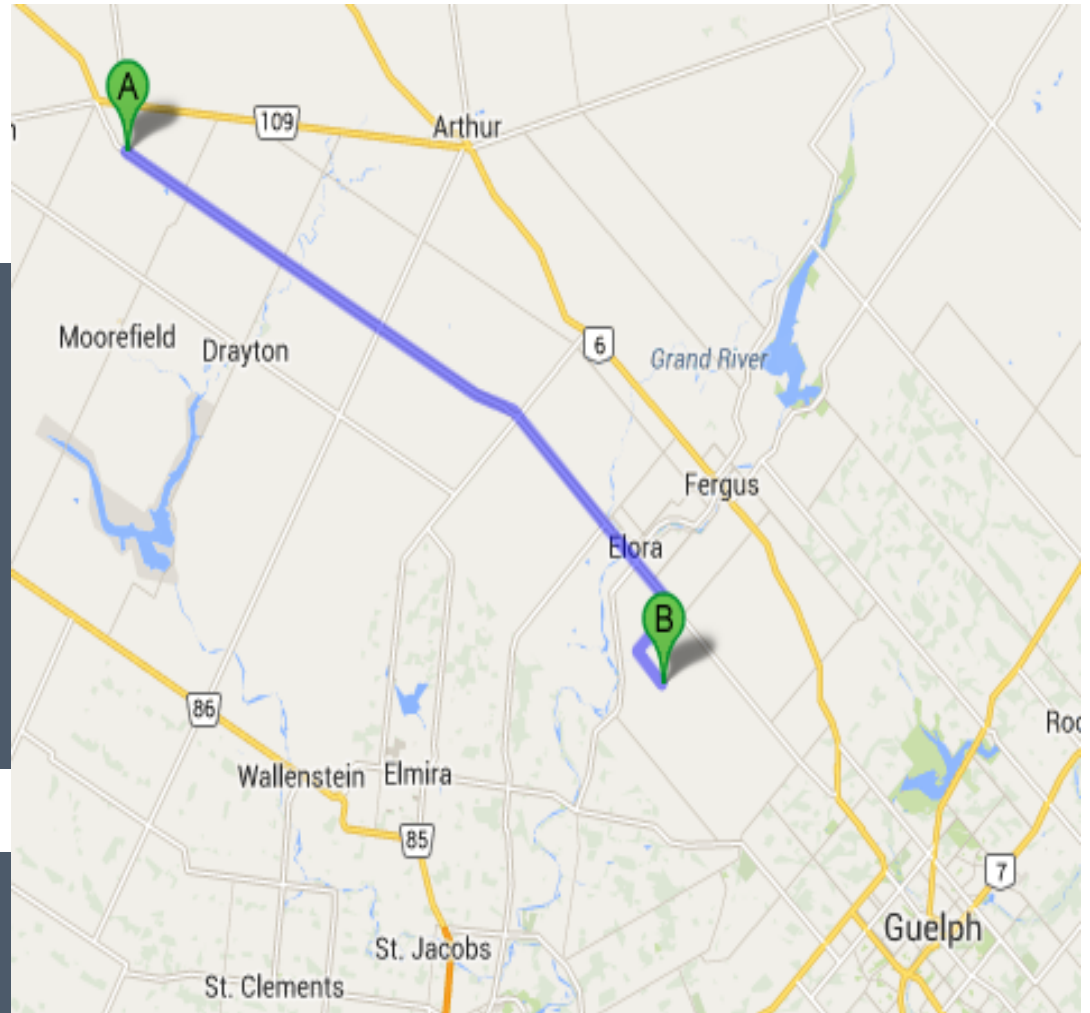 A
109
Arthur
n
Moorefield
Drayton
6
Grand River
Fergus
Elora
B
86
Roc
Wallenstein
Elmira
85
7
Guelph
St. Jacobs
St. Clements